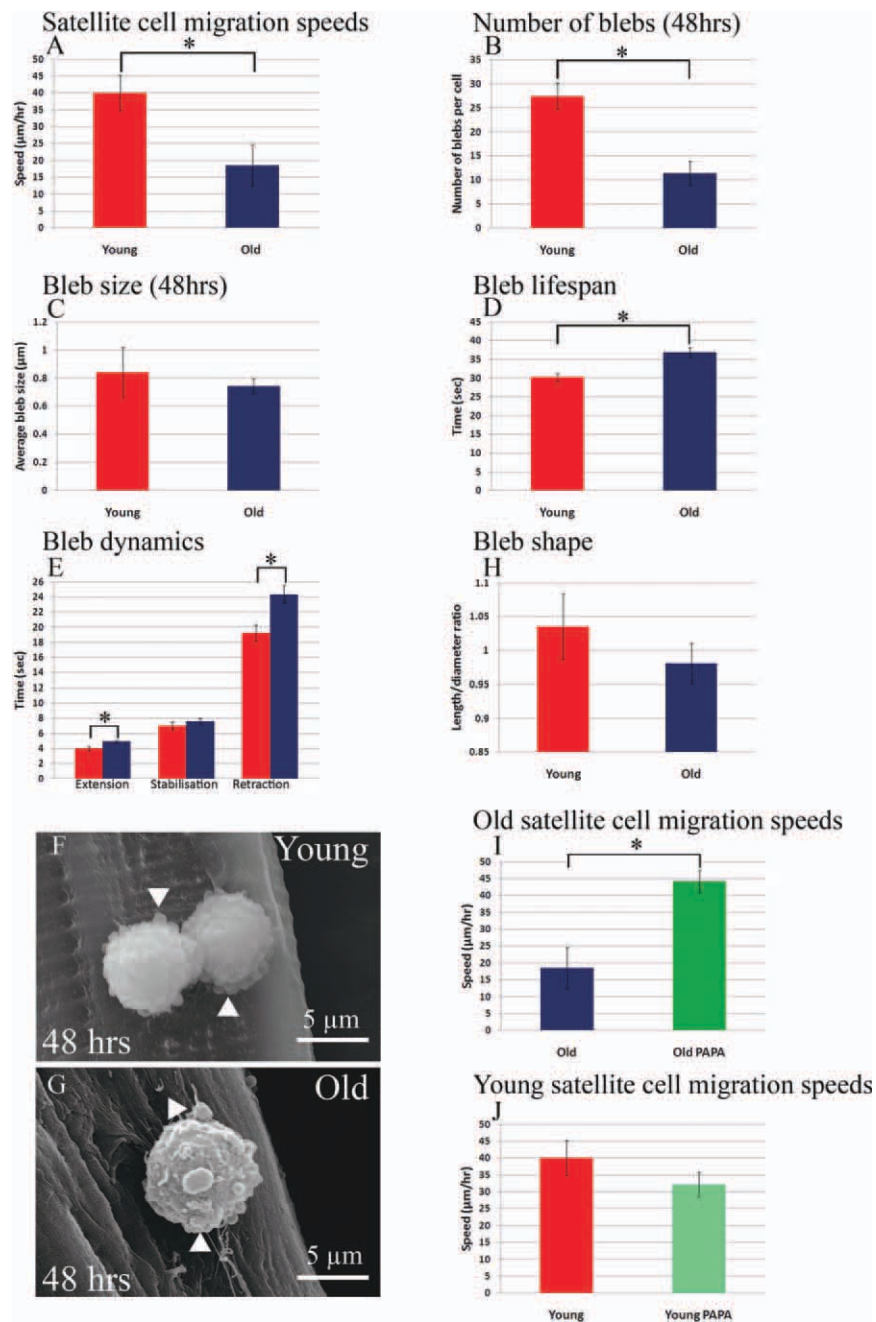 Satellite cell migration speeds
A
*
Speed (µm/hr)
50
45
40
35
30
25
20
15
10
5
0
Young Old
Number of blebs (48hrs)
B
*
Number of blebs per cell
35
30
25
20
15
10
5
0
Young Old
Bleb size (48hrs)
C
Average bleb size (µm)
1.2
1
0.8
0.6
0.4
0.2
0
Young Old
Bleb lifespan
D
*
Time (sec)
45
40
35
30
25
20
15
10
5
0
Young Old
Bleb dynamics
E
*
*
Time (sec)
26
24
22
20
18
16
14
12
10
8
6
4
2
0
Extension Stabilisation Retraction
Bleb shape
H
Length/diameter ratio
1.1
1.05
1
0.95
0.9
0.85
Young Old
F
Young
48 hrs
5 µm
G
Old
48 hrs
5 µm
Old satellite cell migration speeds
I
*
Speed (µm/hr)
50
45
40
35
30
25
20
15
10
5
0
Old Old PAPA
Young satellite cell migration speeds
J
Speed (µm/hr)
50
45
40
35
30
25
20
15
10
5
0
Young Young PAPA